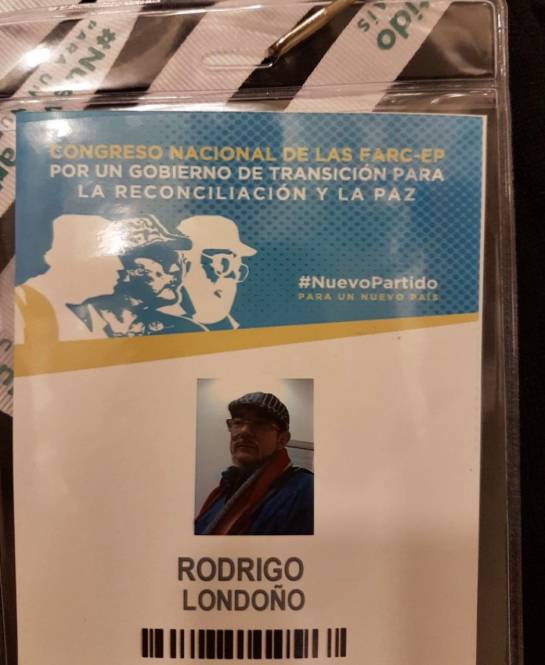 CONGRESO NACIONAL DE LAS FARC-EP
POR UN GOBIERNO DE TRANSICIÓN PARA
LA RECONCILIACIÓN Y LA PAZ
#NuevoPartido
PARA UN NUEVO PAÍS
RODRIGO
LONDOÑO